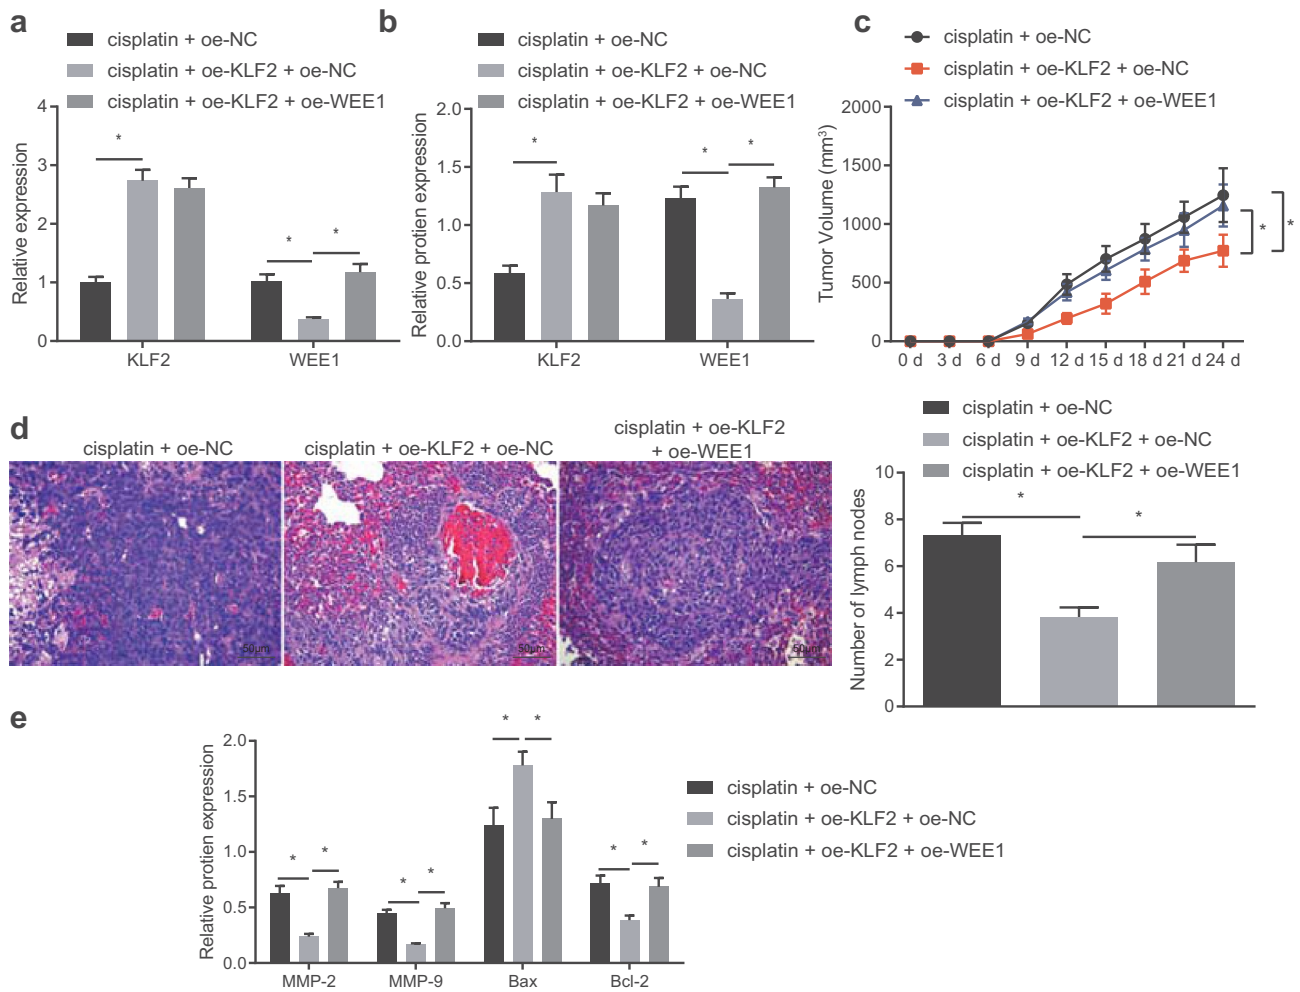 a
cisplatin + oe-NC
cisplatin + oe-KLF2 + oe-NC
cisplatin + oe-KLF2 + oe-WEE1
Relative expression
4
3
2
1
0
*
*
*
KLF2
WEE1
b
cisplatin + oe-NC
cisplatin + oe-KLF2 + oe-NC
cisplatin + oe-KLF2 + oe-WEE1
Relative protien expression
2.0
1.5
1.0
0.5
0.0
*
*
*
KLF2
WEE1
c
cisplatin + oe-NC
cisplatin + oe-KLF2 + oe-NC
cisplatin + oe-KLF2 + oe-WEE1
Tumor Volume (mm³)
2000
1500
1000
500
0
*
*
0 d 3 d 6 d 9 d 12 d 15 d 18 d 21 d 24 d
d
cisplatin + oe-NC
cisplatin + oe-KLF2 + oe-NC
cisplatin + oe-KLF2
+ oe-WEE1
50μm
50μm
50μm
cisplatin + oe-NC
cisplatin + oe-KLF2 + oe-NC
cisplatin + oe-KLF2 + oe-WEE1
Number of lymph nodes
10
8
6
4
2
0
*
*
e
Relative protien expression
2.0
1.5
1.0
0.5
0.0
*
*
*
*
*
*
*
*
MMP-2
MMP-9
Bax
Bcl-2
cisplatin + oe-NC
cisplatin + oe-KLF2 + oe-NC
cisplatin + oe-KLF2 + oe-WEE1